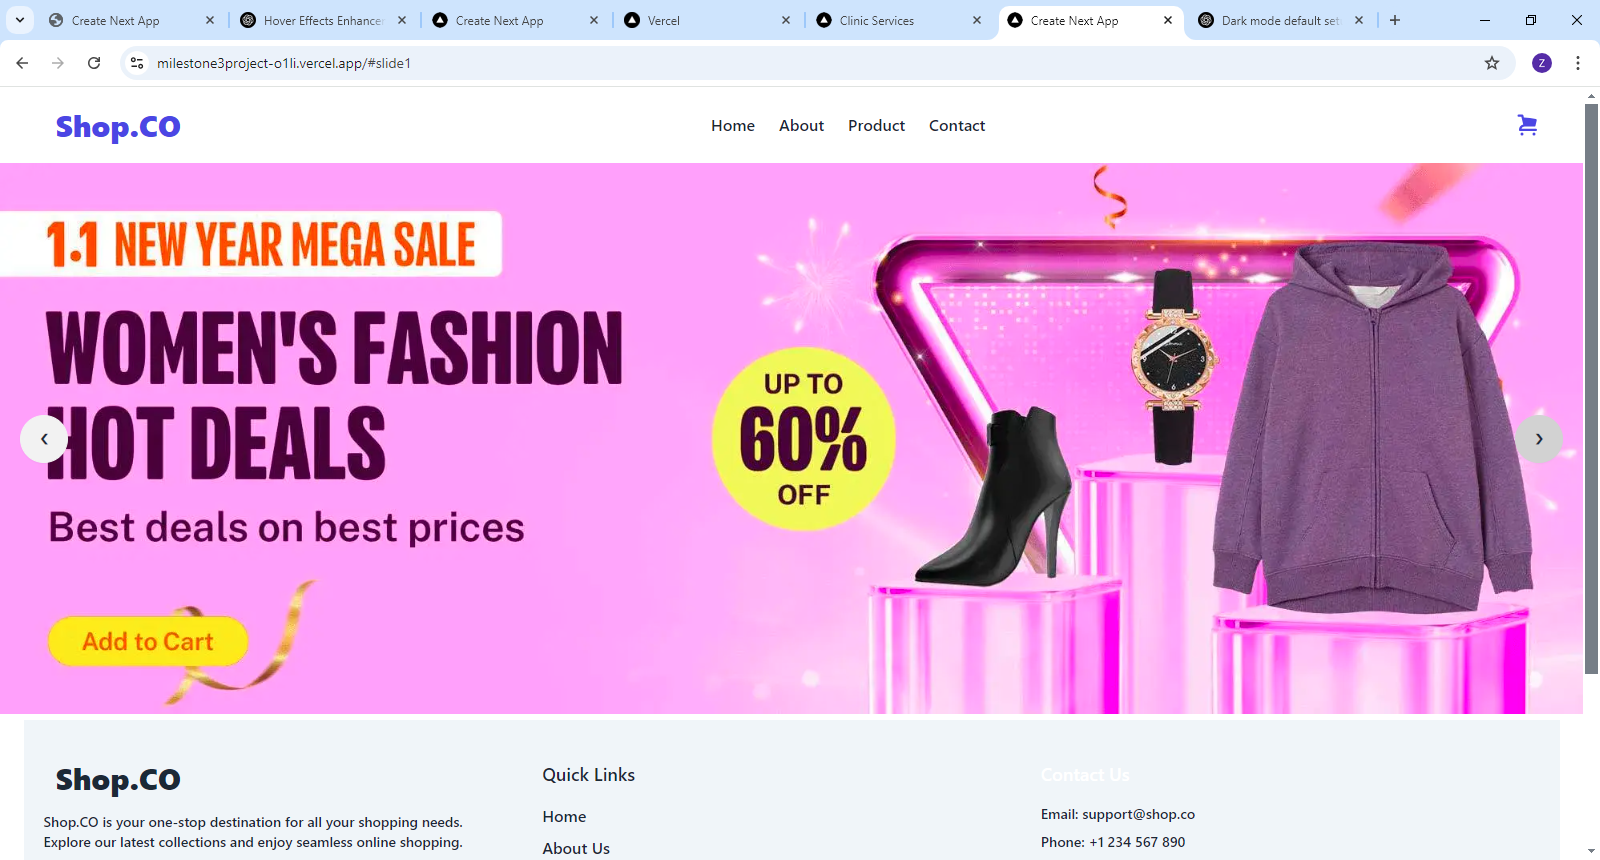 Create Next App
Hover Effects Enhance
Create Next App
Vercel
Clinic Services
Create Next App
Dark mode default set
milestone3project-o1li.vercel.app/#slide1
Z
Shop.CO
Home About Product Contact
1.1 NEW YEAR MEGA SALE
WOMEN'S FASHION
HOT DEALS
Best deals on best prices
Add to Cart
UP TO
60%
OFF
Shop.CO
Shop.CO is your one-stop destination for all your shopping needs.
Explore our latest collections and enjoy seamless online shopping.
Quick Links
Home
About Us
Contact Us
Email: support@shop.co
Phone: +1 234 567 890